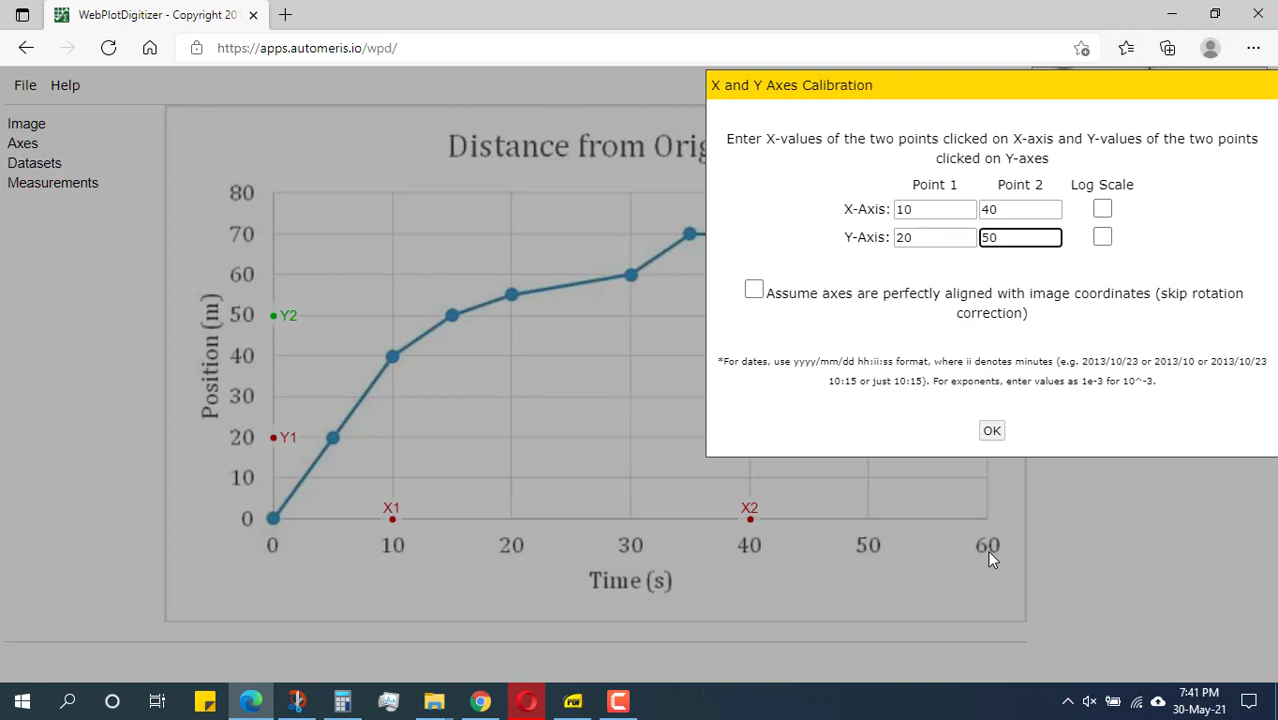 WebPlotDigitizer - Copyright 201
https://apps.automeris.io/wpd/
File Help
X and Y Axes Calibration
Image
Axes
Datasets
Measurements
Enter X-values of the two points clicked on X-axis and Y-values of the two points
clicked on Y-axes
Point 1 Point 2 Log Scale
X-Axis: 10 40
Y-Axis: 20 50
Assume axes are perfectly aligned with image coordinates (skip rotation
correction)
*For dates, use yyyy/mm/dd hh:ii:ss format, where ii denotes minutes (e.g. 2013/10/23 or 2013/10 or 2013/10/23
10:15 or just 10:15). For exponents, enter values as 1e-3 for 10^-3.
OK
Distance from Orig
Position (m)
80
70
60
50
40
30
20
10
0
Y2
Y1
X1 X2
0 10 20 30 40 50 60
Time (s)
7:41 PM
30-May-21